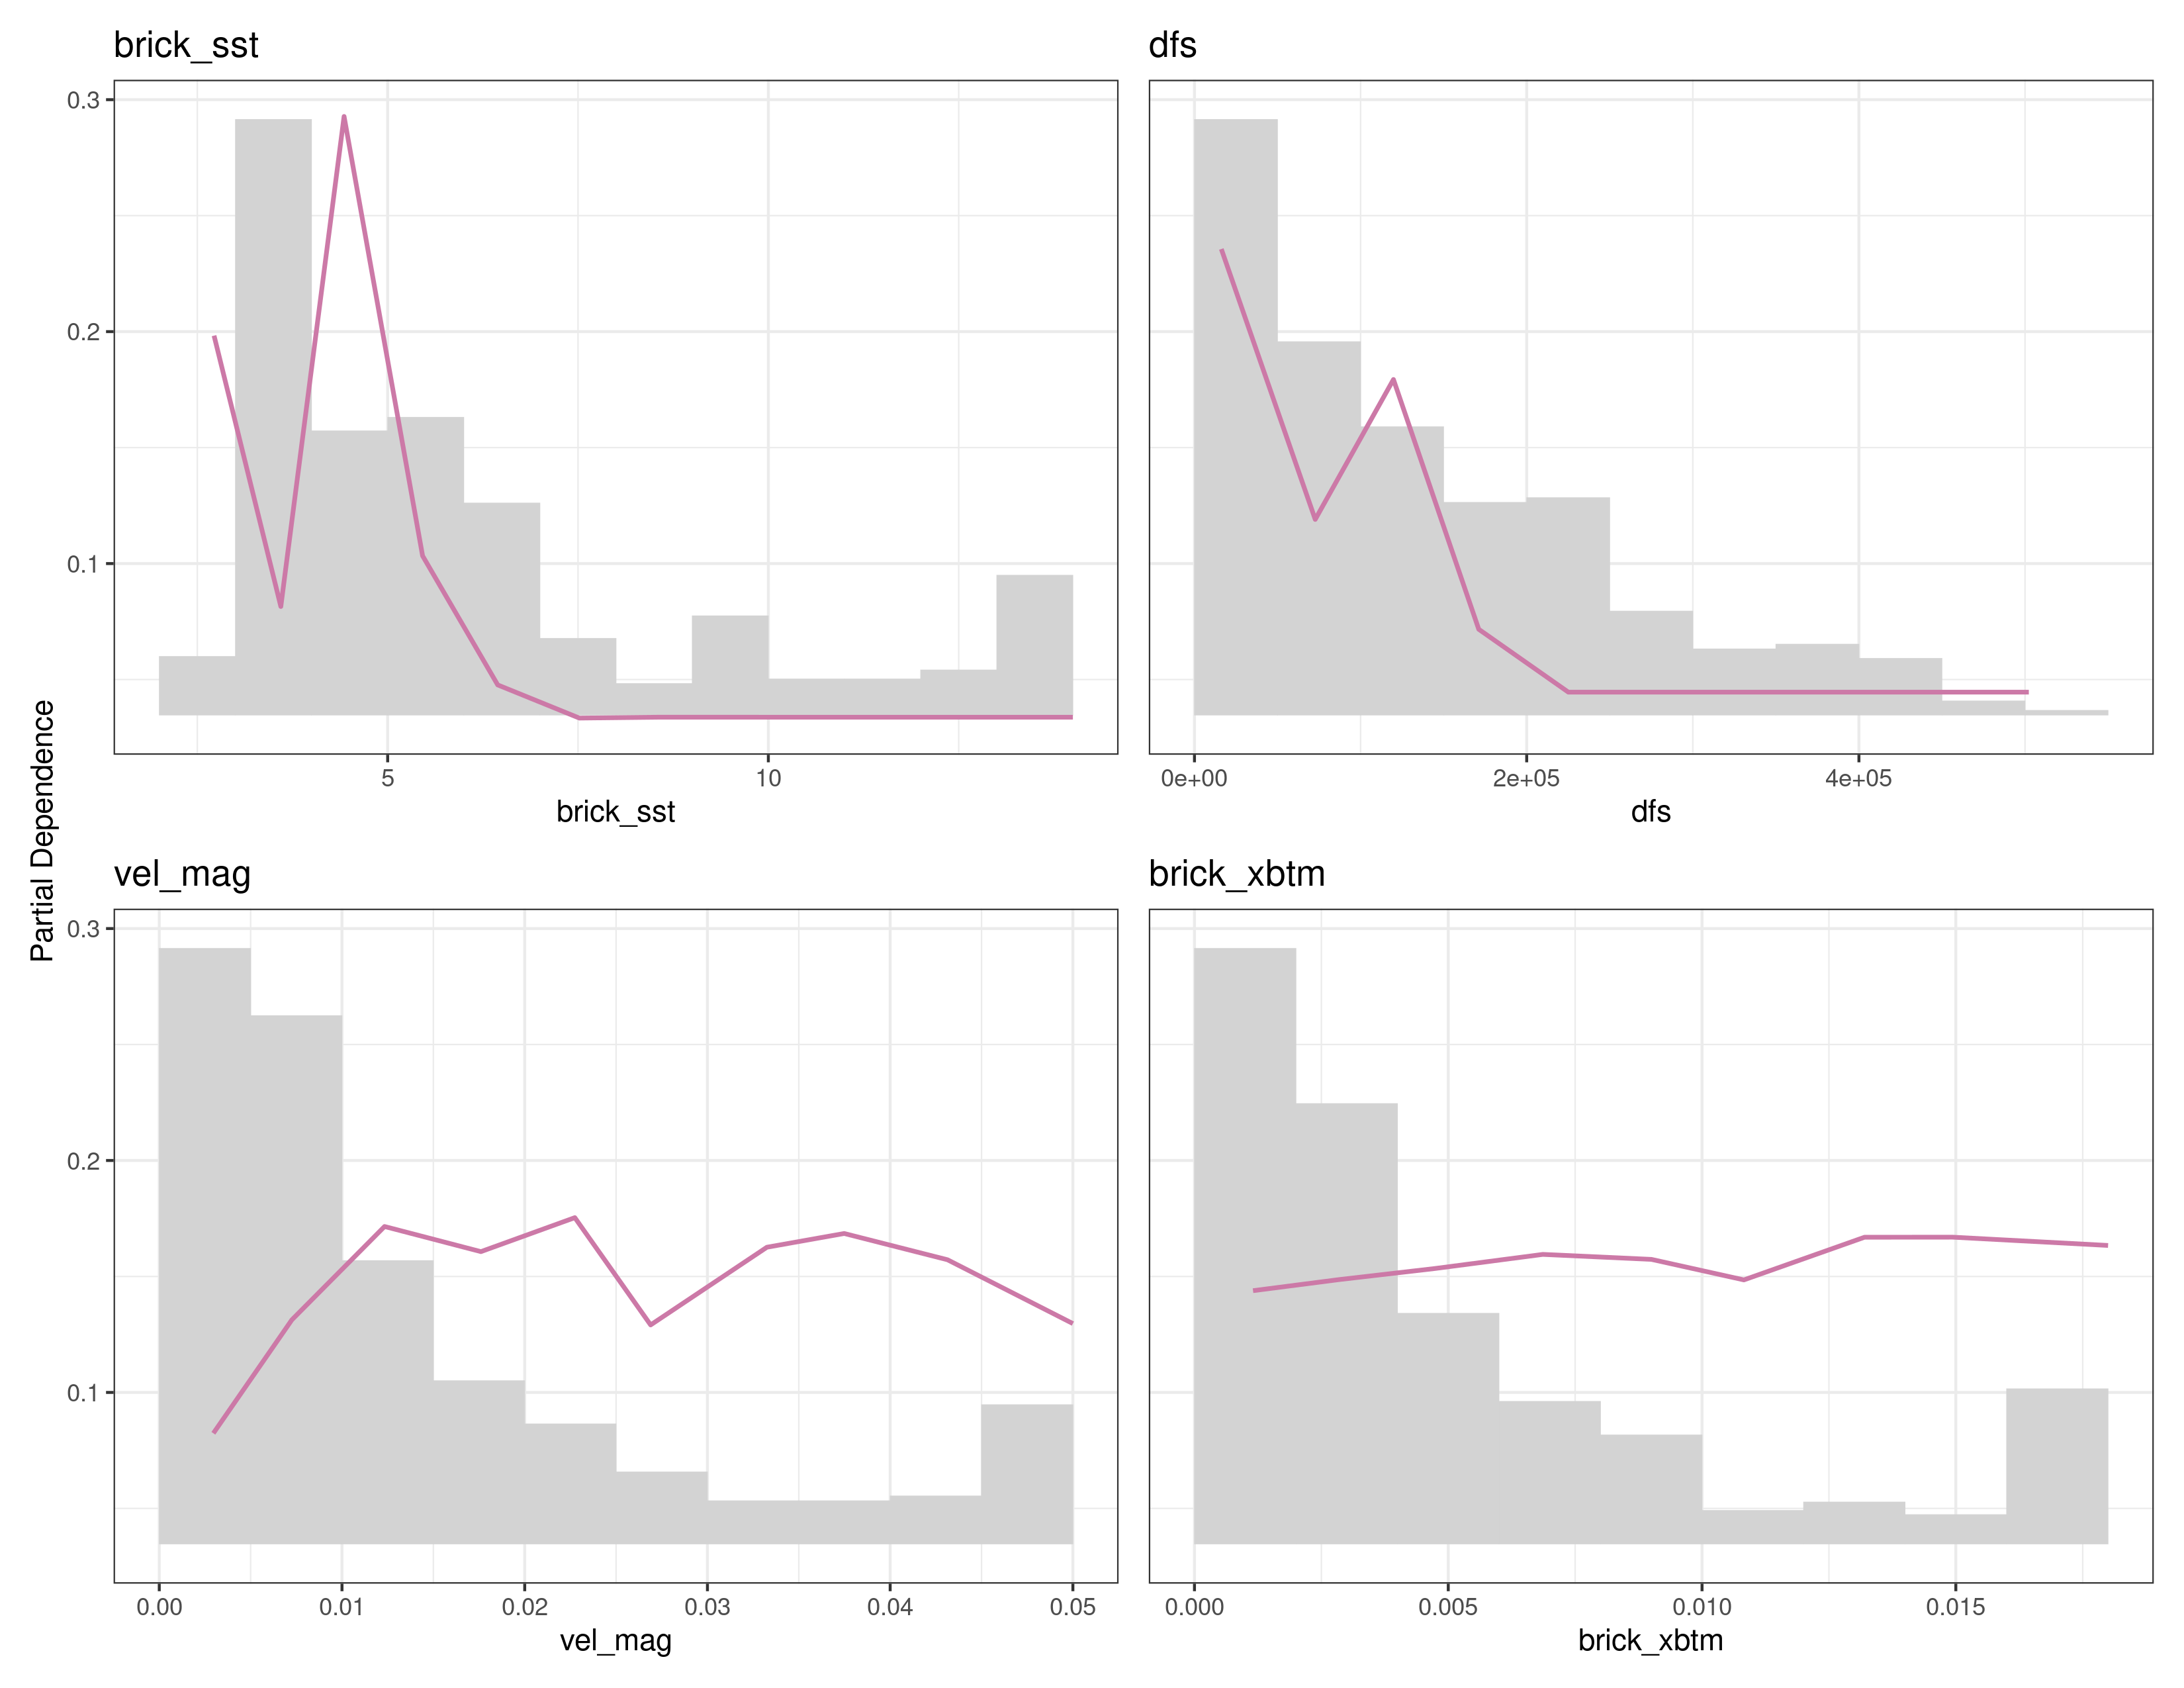 brick_sst
dfs
0.3
0.2
0.1
5
10
0e+00
2e+05
4e+05
brick_sst
dfs
Partial Dependence
vel_mag
brick_xbtm
0.3
0.2
0.1
0.00
0.01
0.02
0.03
0.04
0.05
0.000
0.005
0.010
0.015
vel_mag
brick_xbtm